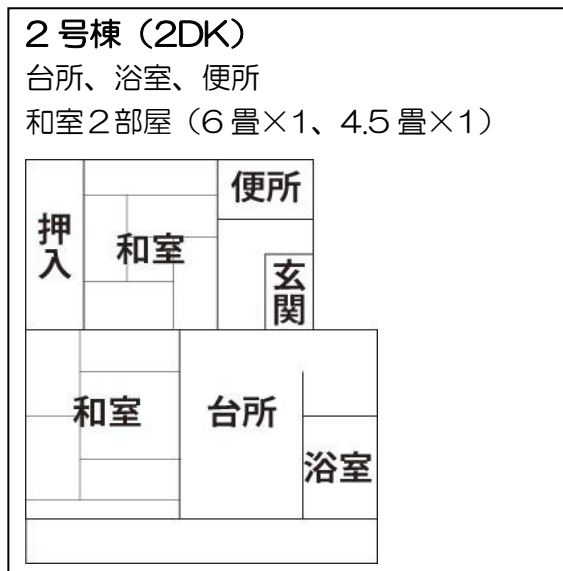 2号棟（2DK）
台所、浴室、便所
和室2部屋（6畳×1、4.5畳×1）
便所
押入
和室
玄関
和室
台所
浴室